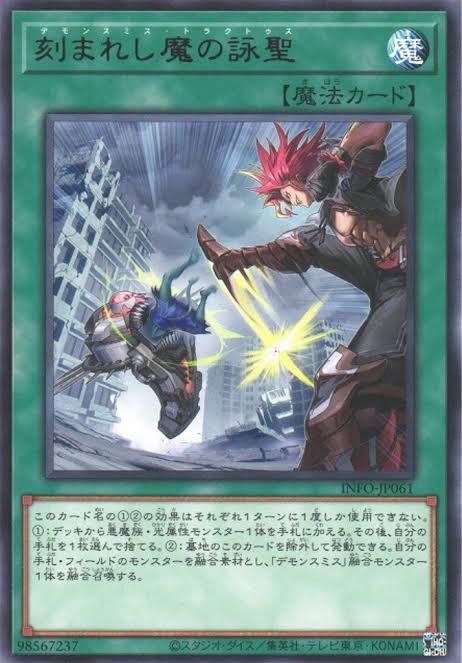 デモンスミス・トラクトゥス
刻まれし魔の詠聖
魔
【魔法カード】
まほう
INFO-JP061
このカード名の①②の効果はそれぞれ1ターンに1度しか使用できない。
①：デッキから悪魔族・光属性モンスター1体を手札に加える。その後、自分の
手札を1枚選んで捨てる。②：墓地のこのカードを除外して発動できる。自分の
手札・フィールドのモンスターを融合素材とし、「デモンスミス」融合モンスター
1体を融合召喚する。
98567237
©スタジオ・ダイス／集英社・テレビ東京・KONAMI